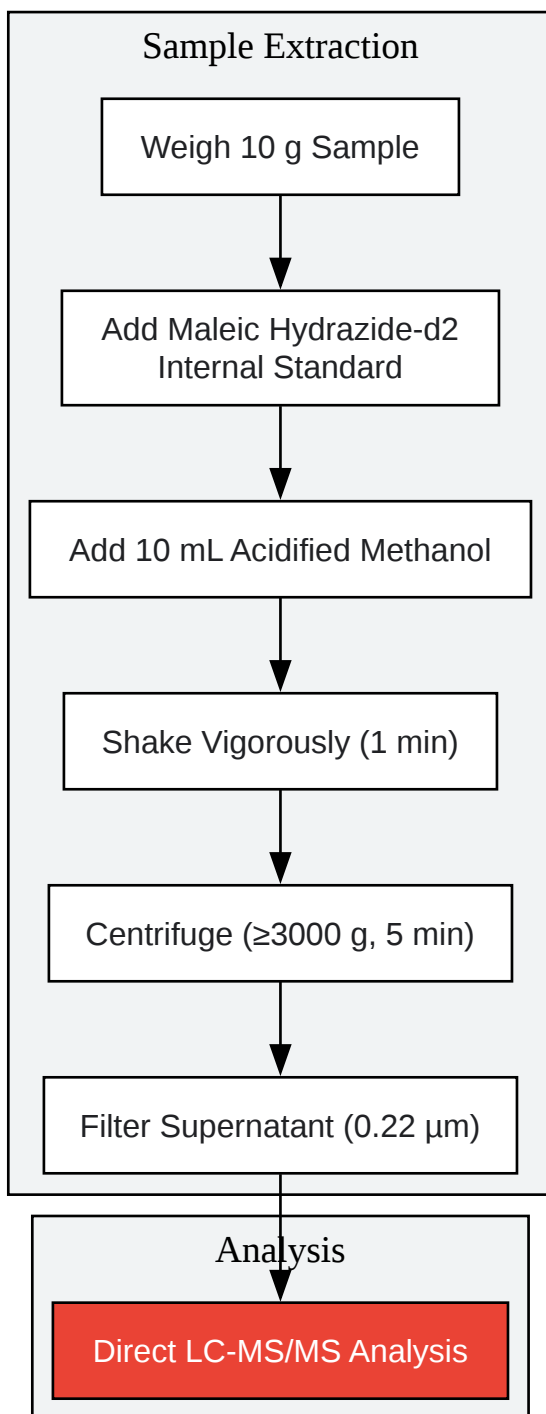 Sample Extraction
Weigh 10 g Sample
Add Maleic Hydrazide-d2
Internal Standard
Add 10 mL Acidified Methanol
Shake Vigorously (1 min)
Centrifuge (≥3000 g, 5 min)
Filter Supernatant (0.22 µm)
Analysis
Direct LC-MS/MS Analysis